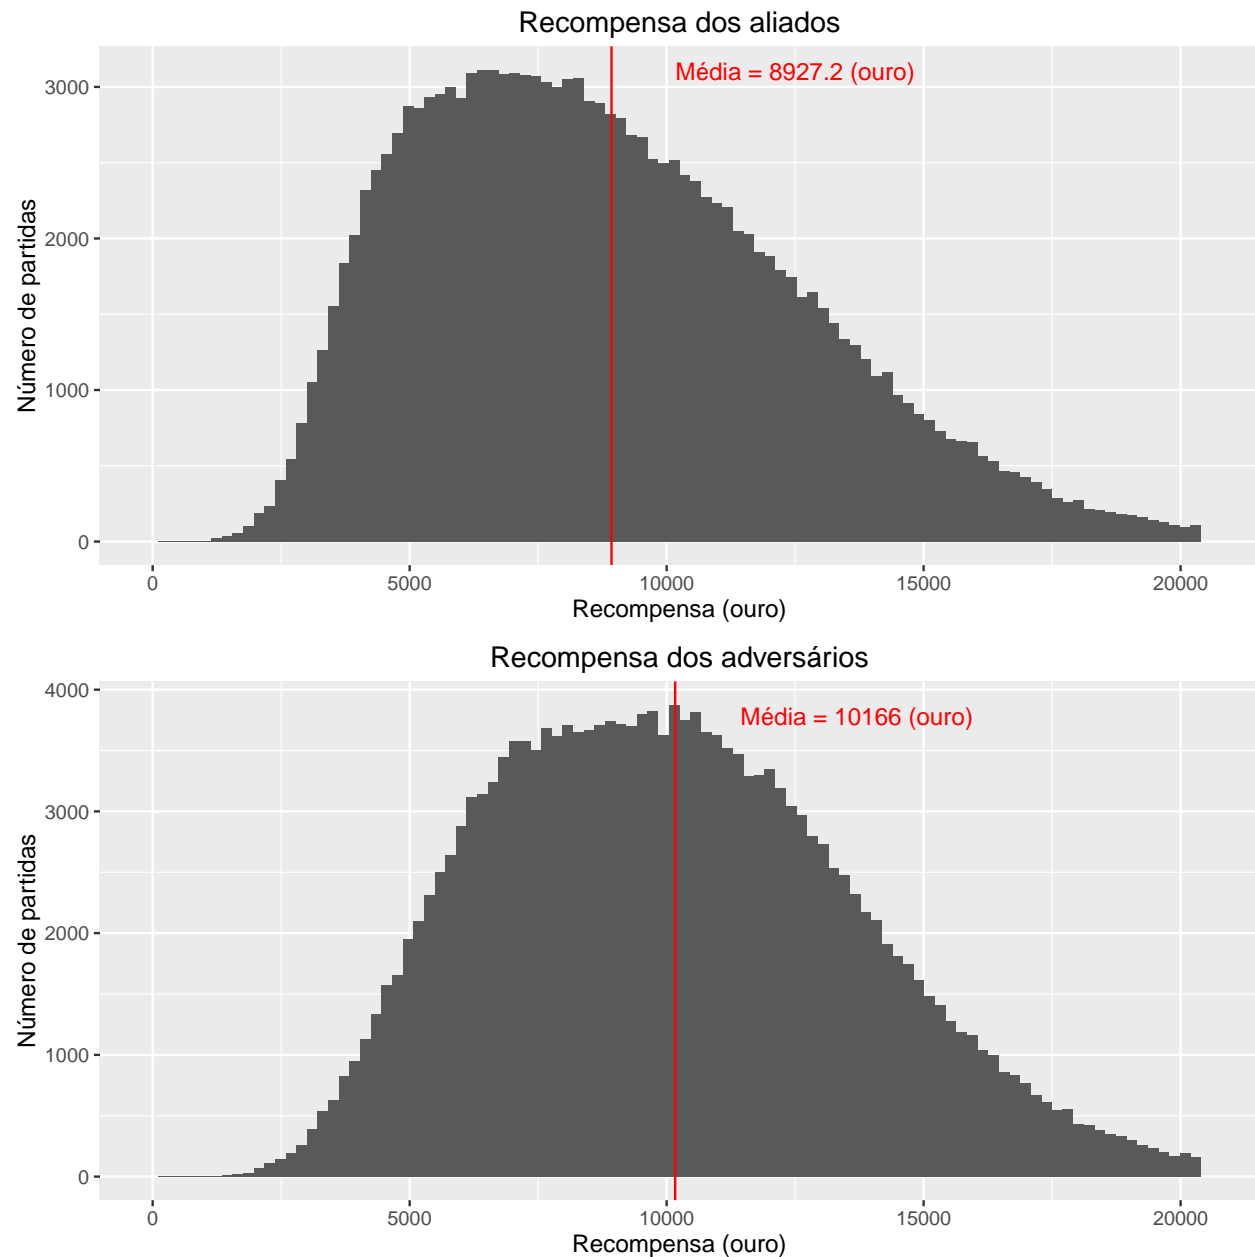 Recompensa dos aliados
Média = 8927.2 (ouro)
Número de partidas
3000
2000
1000
0
0 5000 10000 15000 20000
Recompensa (ouro)
Recompensa dos adversários
Média = 10166 (ouro)
Número de partidas
4000
3000
2000
1000
0
0 5000 10000 15000 20000
Recompensa (ouro)